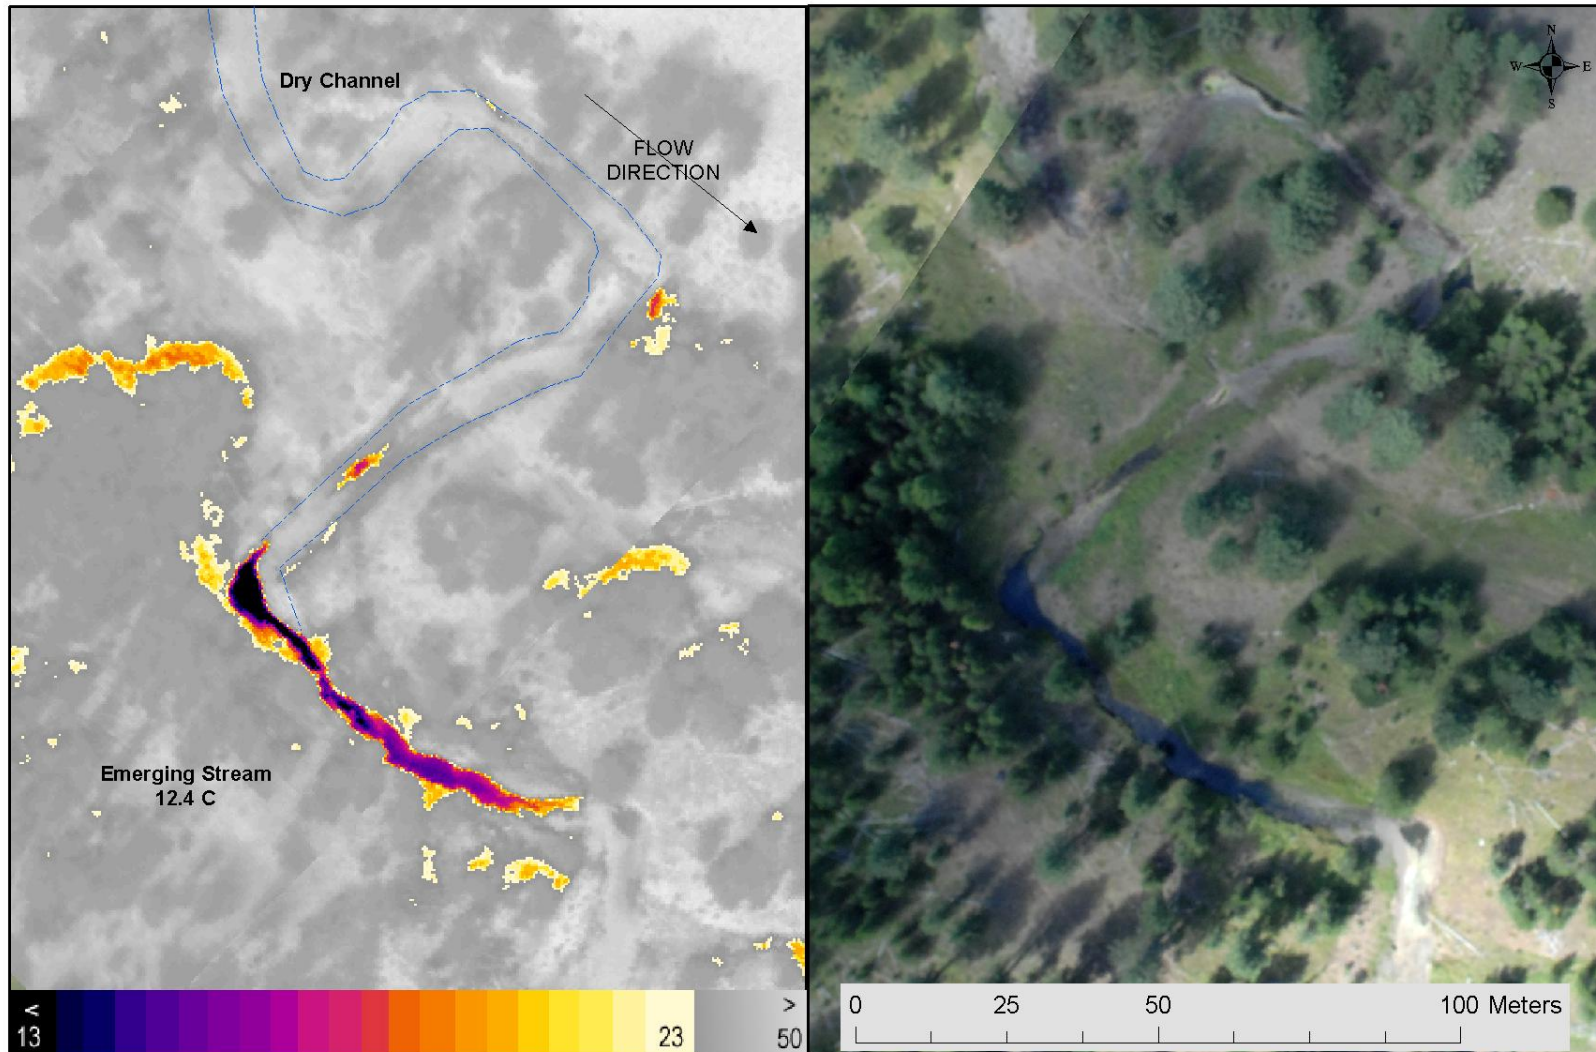 Dry Channel
FLOW
DIRECTION
Emerging Stream
12.4 C
<
13
23
>
50
N
W E
S
0 25 50 100 Meters